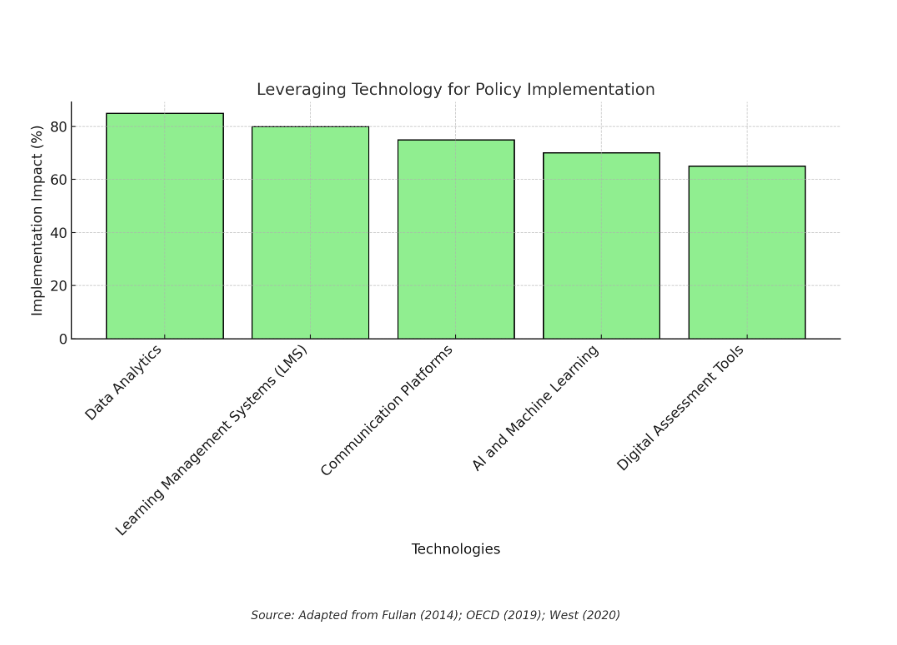 Leveraging Technology for Policy Implementation
Implementation Impact (%)
80
60
40
20
0
Data Analytics
Learning Management Systems (LMS)
Communication Platforms
AI and Machine Learning
Digital Assessment Tools
Technologies
Source: Adapted from Fullan (2014); OECD (2019); West (2020)